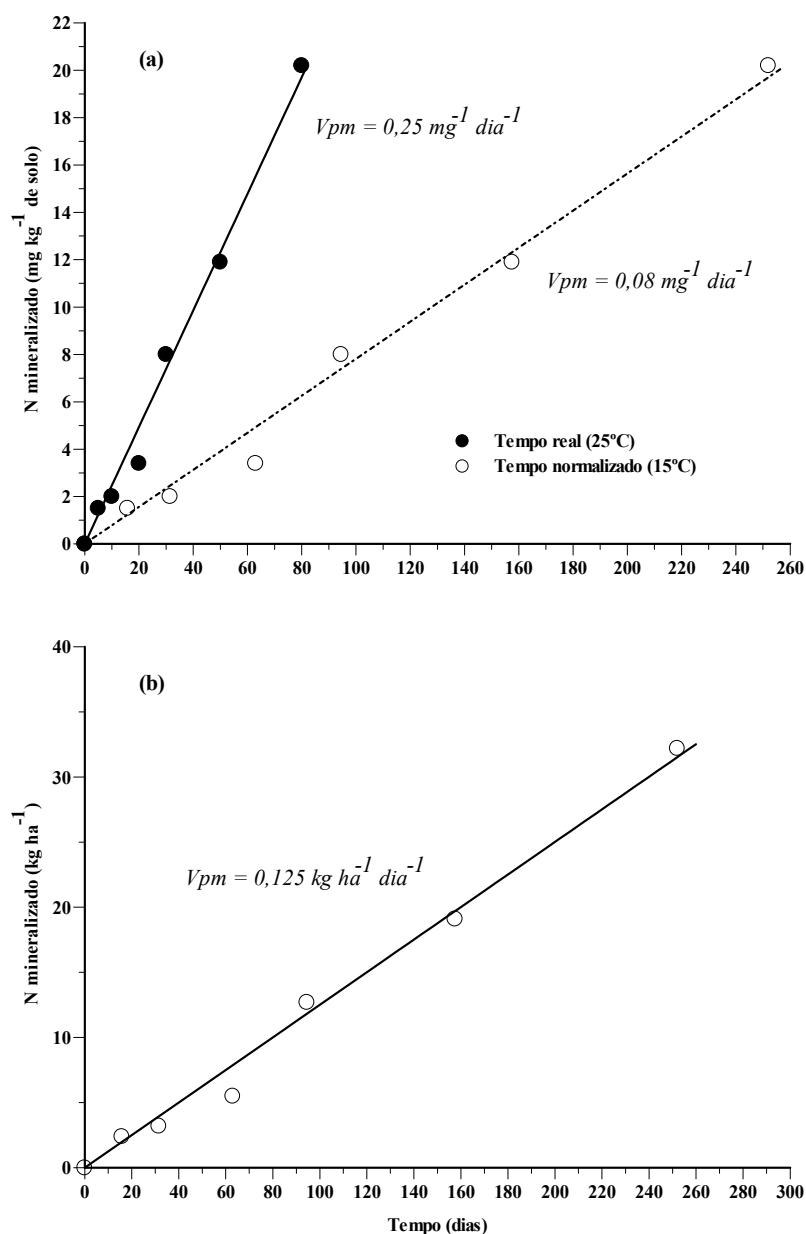 (a)
N mineralizado (mg kg⁻¹ de solo)
22
20
18
16
14
12
10
8
6
4
2
0
Vpm = 0,25 mg⁻¹ dia⁻¹
Vpm = 0,08 mg⁻¹ dia⁻¹
Tempo real (25ºC)
Tempo normalizado (15ºC)
0 20 40 60 80 100 120 140 160 180 200 220 240 260
(b)
N mineralizado (kg ha⁻¹)
40
30
20
10
0
Vpm = 0,125 kg ha⁻¹ dia⁻¹
0 20 40 60 80 100 120 140 160 180 200 220 240 260 280 300
Tempo (dias)